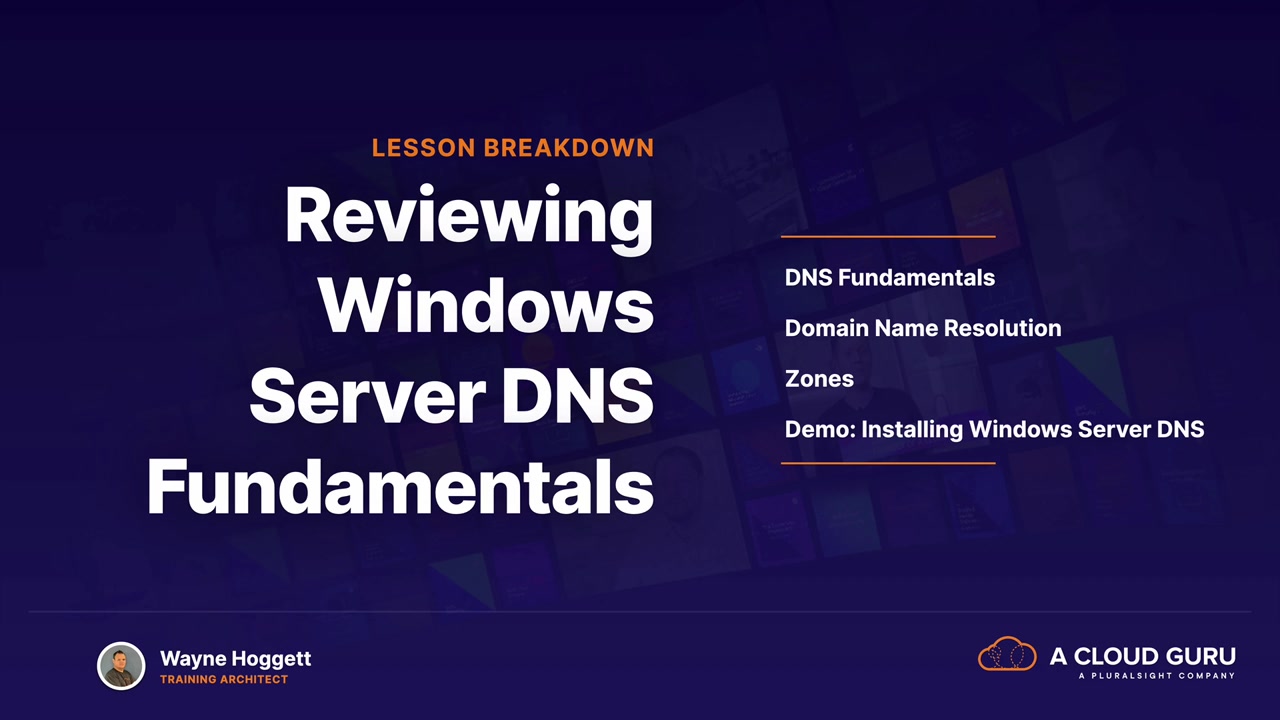 LESSON BREAKDOWN
Reviewing
Windows
Server DNS
Fundamentals
DNS Fundamentals
Domain Name Resolution
Zones
Demo: Installing Windows Server DNS
Wayne Hoggett
TRAINING ARCHITECT
A CLOUD GURU
A PLURALSIGHT COMPANY